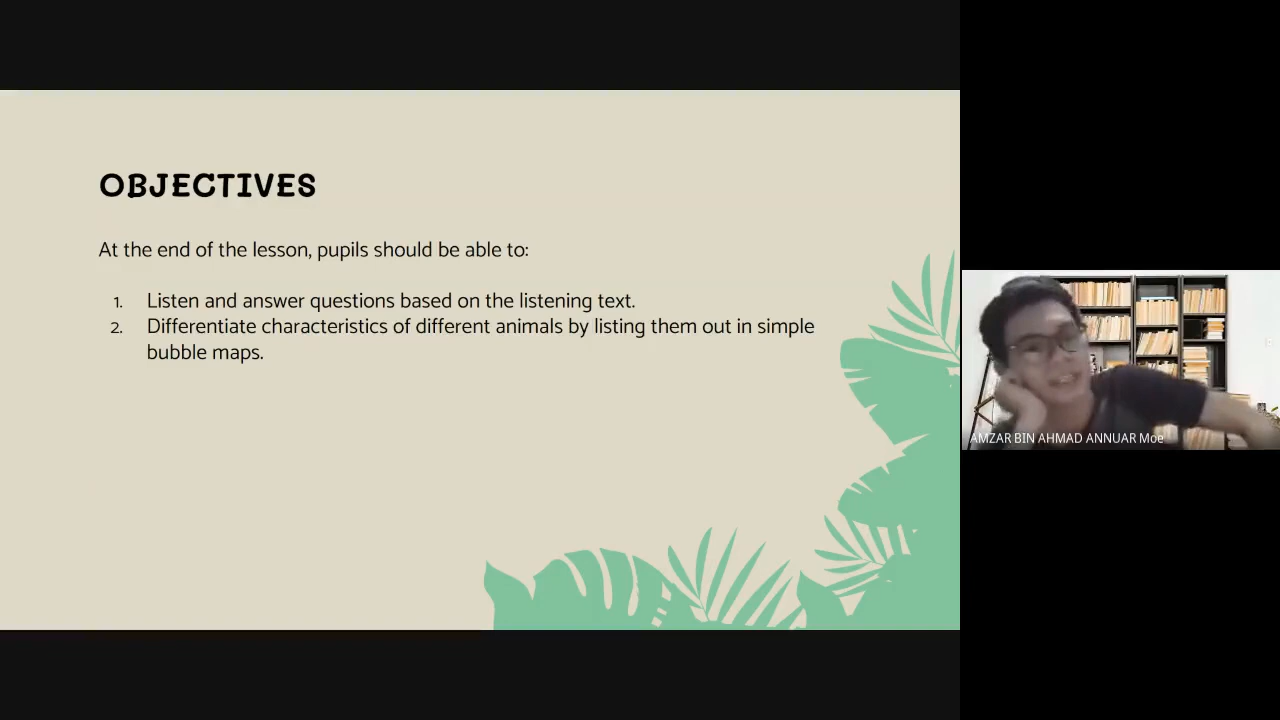 OBJECTIVES
At the end of the lesson, pupils should be able to:
1. Listen and answer questions based on the listening text.
2. Differentiate characteristics of different animals by listing them out in simple
bubble maps.
AMZAR BIN AHMAD ANNUAR Moe